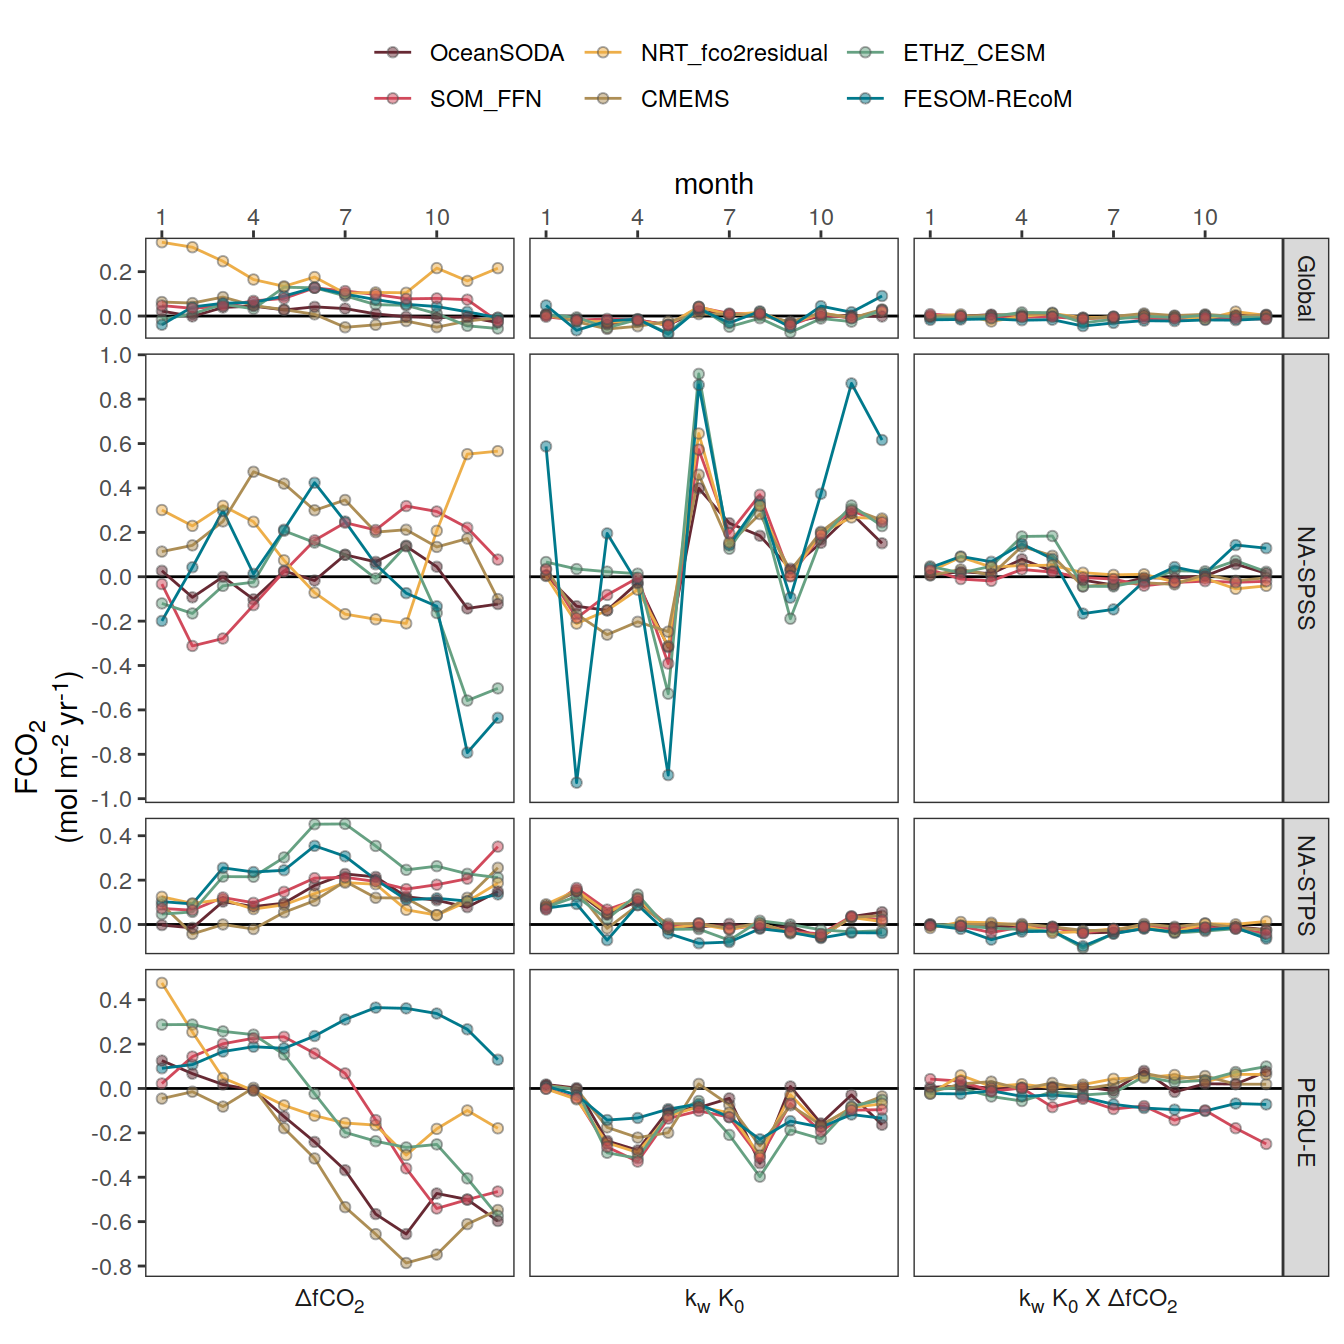 OceanSODA NRT_fco2residual ETHZ_CESM
SOM_FFN CMEMS FESOM-REcoM
month
1 4 7 10 1 4 7 10 1 4 7 10
0.2
0.0
Global
1.0
0.8
0.6
0.4
0.2
0.0
-0.2
-0.4
-0.6
-0.8
-1.0
NA-SPSS
FCO2
(mol m-2 yr-1)
0.4
0.2
0.0
NA-STPS
0.4
0.2
0.0
-0.2
-0.4
-0.6
-0.8
PEQU-E
ΔfCO2 kw K0 kw K0 X ΔfCO2